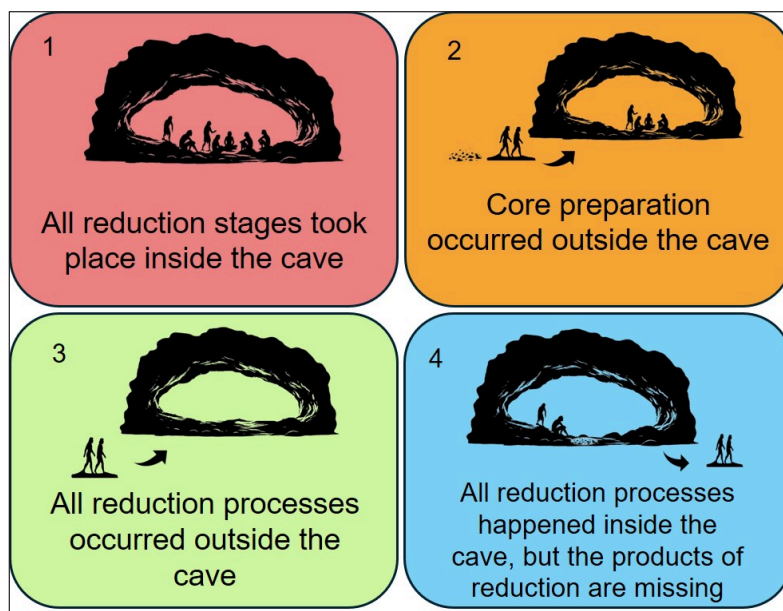 1
All reduction stages took
place inside the cave
2
Core preparation
occurred outside the cave
3
All reduction processes
occurred outside the
cave
4
All reduction processes
happened inside the
cave, but the products of
reduction are missing